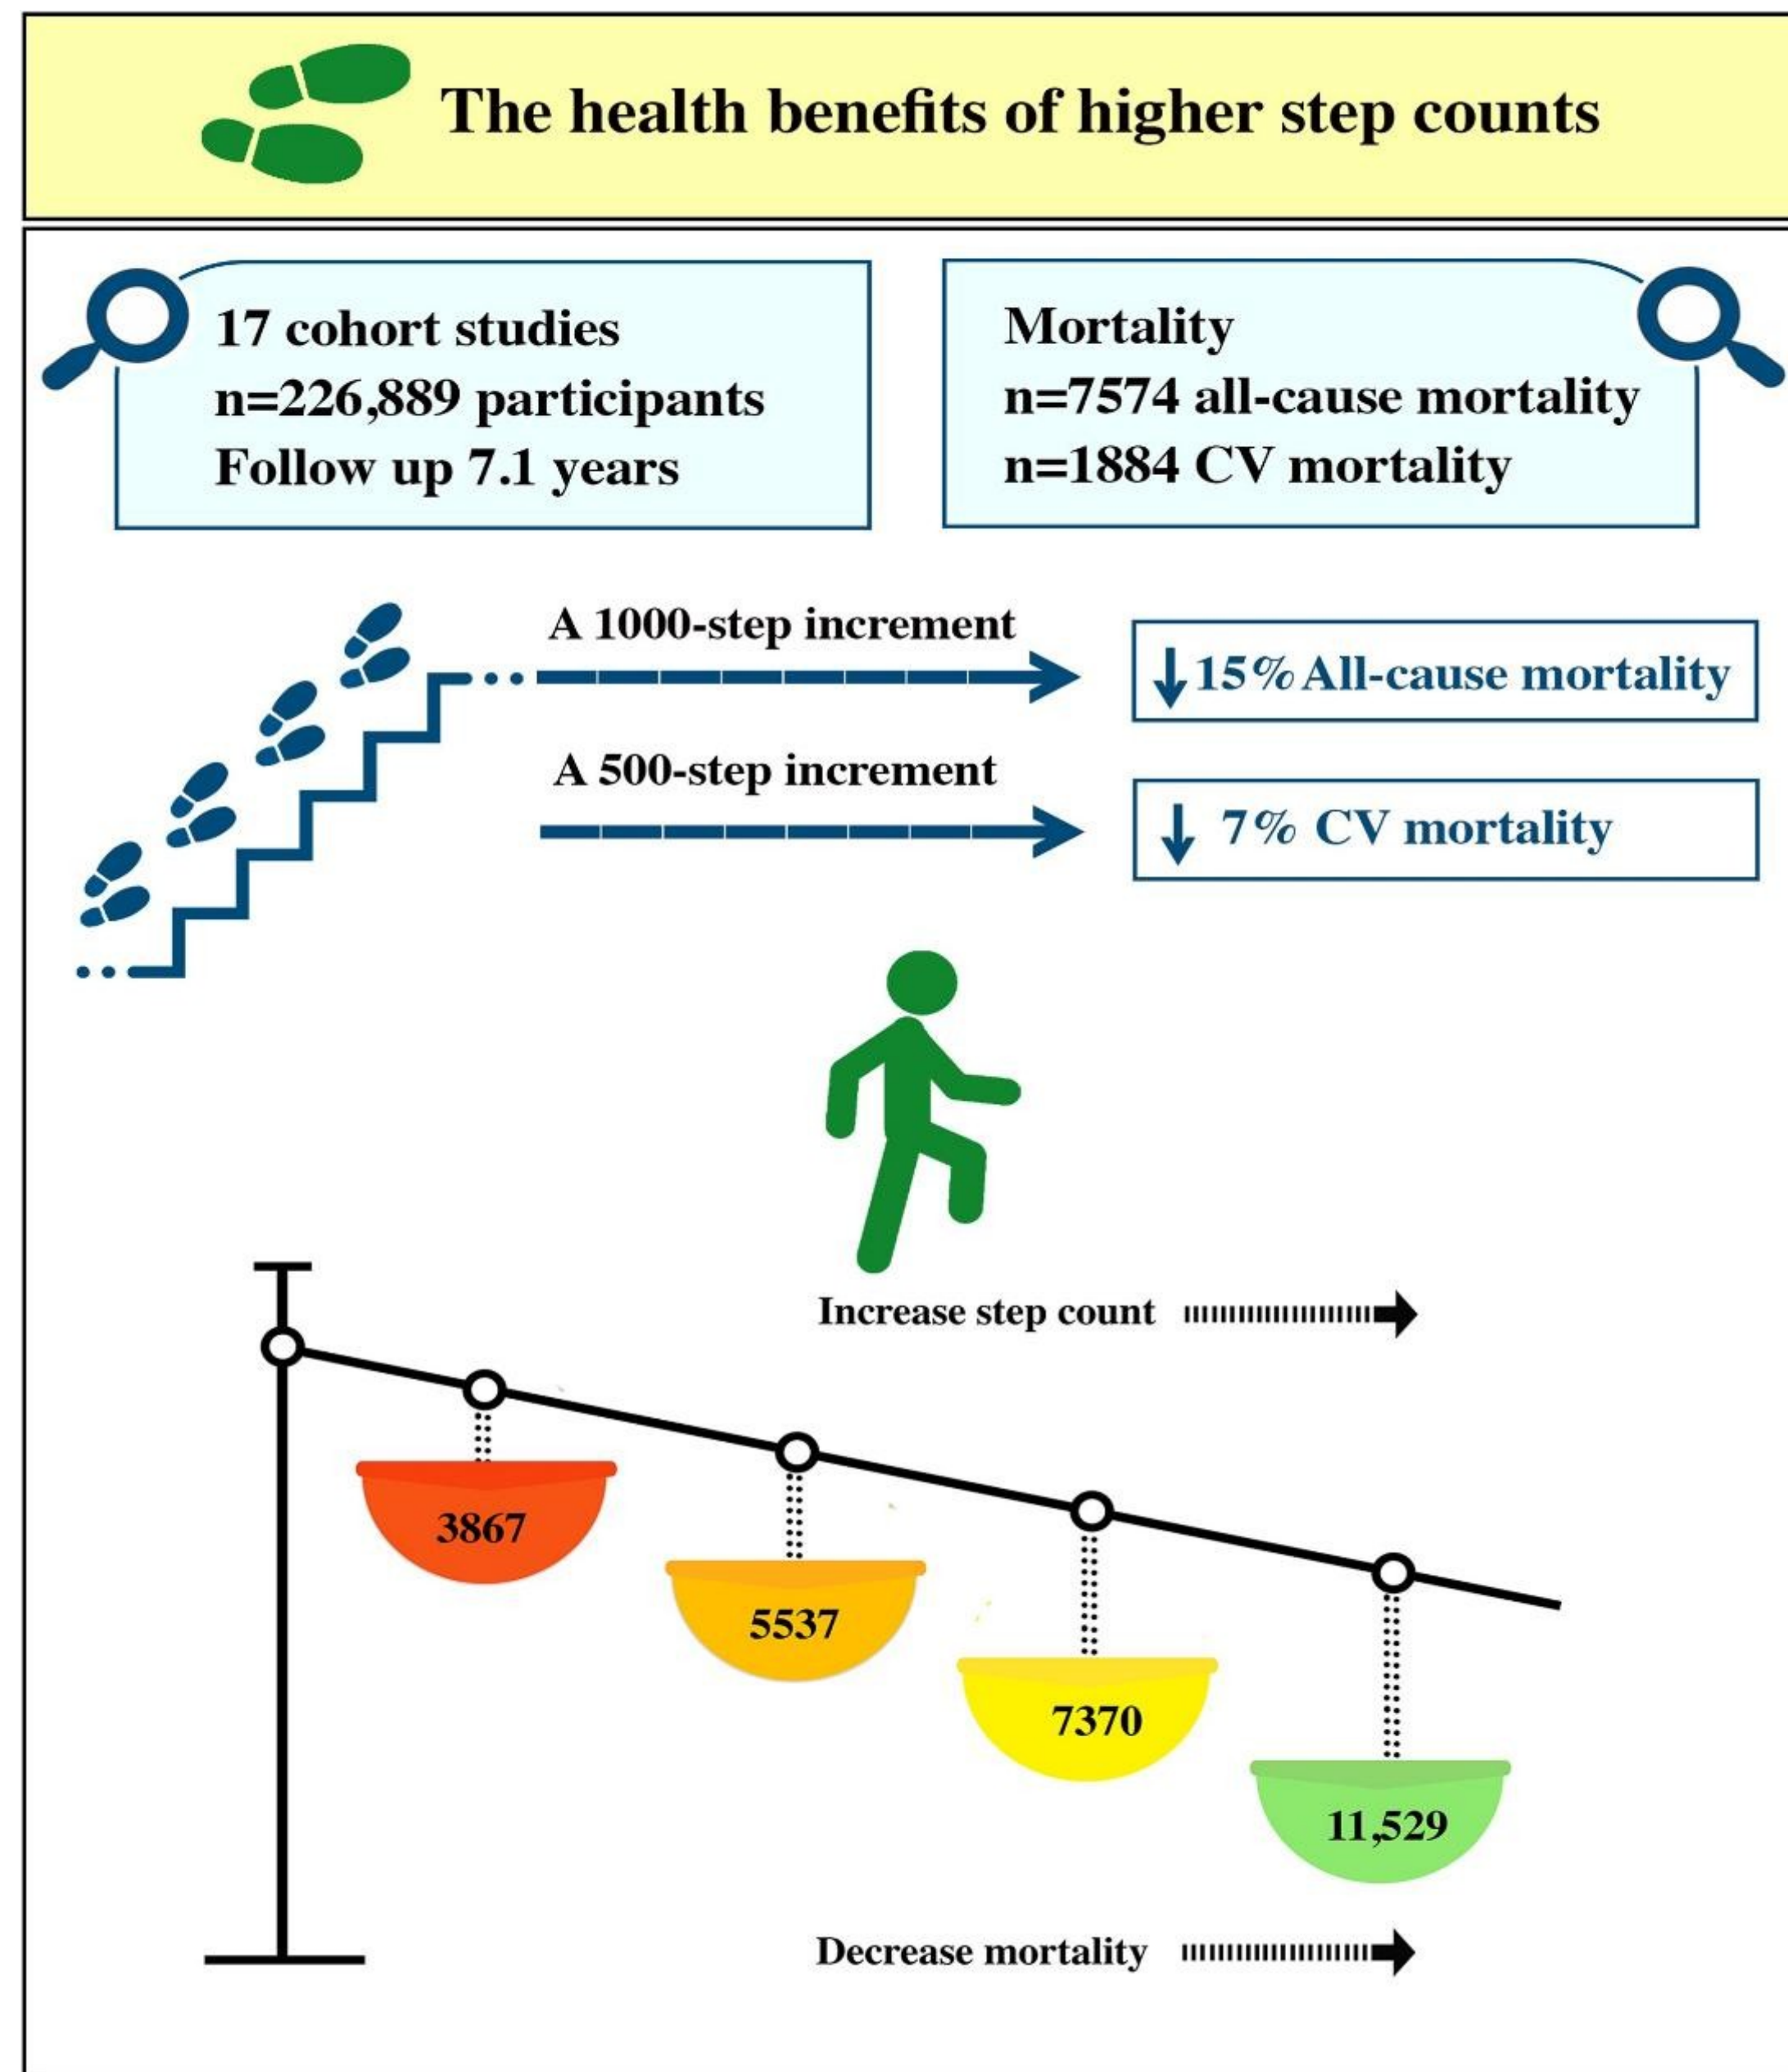 The health benefits of higher step counts
17 cohort studies
n=226,889 participants
Follow up 7.1 years
Mortality
n=7574 all-cause mortality
n=1884 CV mortality
A 1000-step increment
↓15% All-cause mortality
A 500-step increment
↓ 7% CV mortality
Increase step count
3867
5537
7370
11,529
Decrease mortality